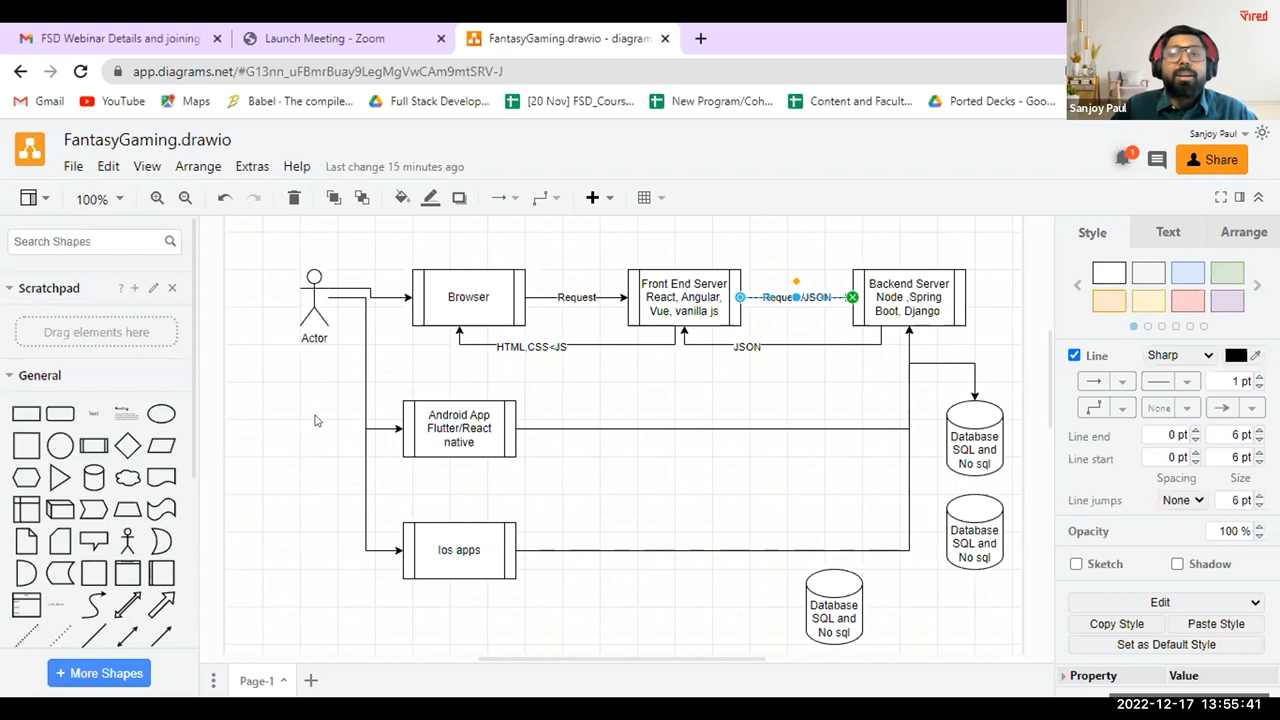 FSD Webinar Details and joining
Launch Meeting - Zoom
FantasyGaming.drawio - diagram
app.diagrams.net/#G13nn_uFBmrBuay9LegMgVwCAm9mtSRV-J
Gmail
YouTube
Maps
Babel · The compile...
Full Stack Develop...
[20 Nov] FSD_Cours...
New Program/Coh...
Content and Facult...
Ported Decks - Goo...
vired
Sanjoy Paul
FantasyGaming.drawio
Sanjoy Paul
File Edit View Arrange Extras Help Last change 15 minutes ago
1
Share
100%
Search Shapes
Scratchpad
Drag elements here
General
Text
Heading
List Item
+ More Shapes
Actor
Browser
Request
Front End Server
React, Angular,
Vue, vanilla js
Reque JSON
Backend Server
Node ,Spring
Boot, Django
HTML,CSS<JS
JSON
Android App
Flutter/React
native
Ios apps
Database
SQL and
No sql
Database
SQL and
No sql
Database
SQL and
No sql
Style Text Arrange
Line Sharp
1 pt
None
Line end 0 pt 6 pt
Line start 0 pt 6 pt
Spacing Size
Line jumps None 6 pt
Opacity 100 %
Sketch Shadow
Edit
Copy Style Paste Style
Set as Default Style
Property Value
Page-1
2022-12-17 13:55:41